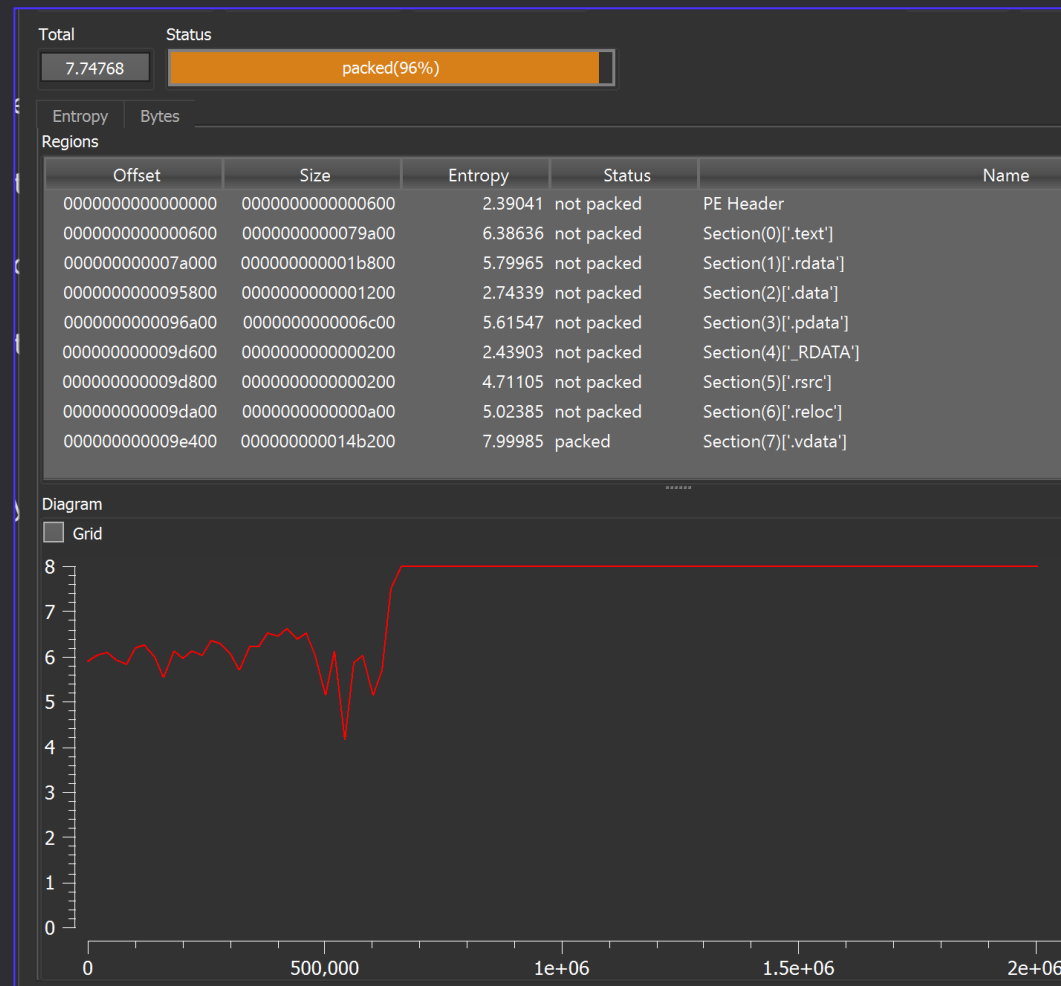 Total Status
7.74768 packed(96%)
Entropy Bytes
Regions
Offset Size Entropy Status Name
0000000000000000 0000000000000600 2.39041 not packed PE Header
0000000000000600 0000000000079a00 6.38636 not packed Section(0)['.text']
000000000007a000 000000000001b800 5.79965 not packed Section(1)['.rdata']
0000000000095800 0000000000001200 2.74339 not packed Section(2)['.data']
0000000000096a00 0000000000006c00 5.61547 not packed Section(3)['.pdata']
000000000009d600 0000000000000200 2.43903 not packed Section(4)['_RDATA']
000000000009d800 0000000000000200 4.71105 not packed Section(5)['.rsrc']
000000000009da00 0000000000000a00 5.02385 not packed Section(6)['.reloc']
000000000009e400 000000000014b200 7.99985 packed Section(7)['.vdata']
Diagram
Grid
8
7
6
5
4
3
2
1
0
0 500,000 1e+06 1.5e+06 2e+06